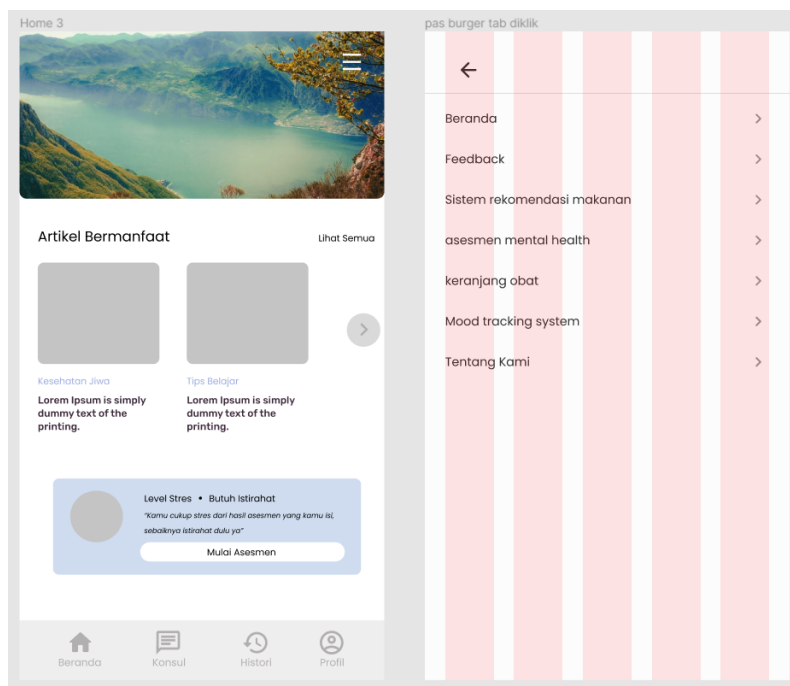 Home 3
Artikel Bermanfaat
Lihat Semua
Kesehatan Jiwa
Lorem Ipsum is simply
dummy text of the
printing.
Tips Belajar
Lorem Ipsum is simply
dummy text of the
printing.
Level Stres • Butuh Istirahat
"Kamu cukup stres dari hasil asesmen yang kamu isi,
sebaiknya istirahat dulu ya"
Mulai Asesmen
Beranda
Konsul
Histori
Profil
pas burger tab diklik
Beranda
Feedback
Sistem rekomendasi makanan
asesmen mental health
keranjang obat
Mood tracking system
Tentang Kami